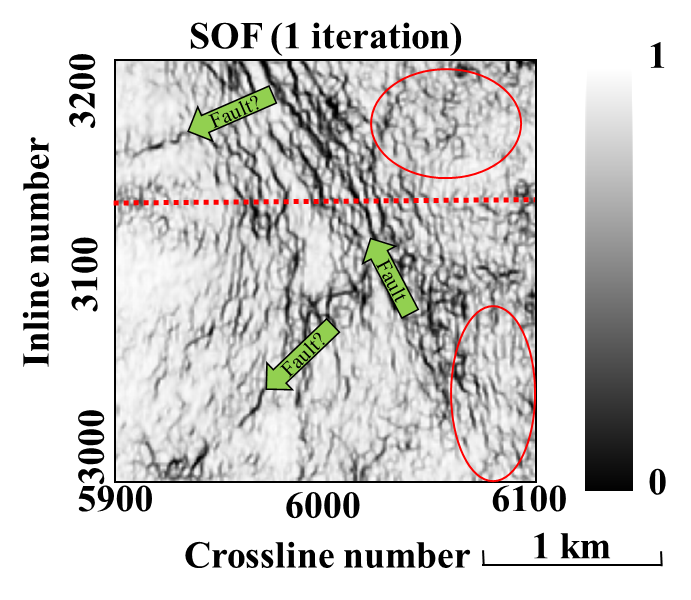 SOF (1 iteration)
1
3200
Fault?
Inline number
3100
Fault
Fault?
3000
0
5900
6000
6100
Crossline number
1 km